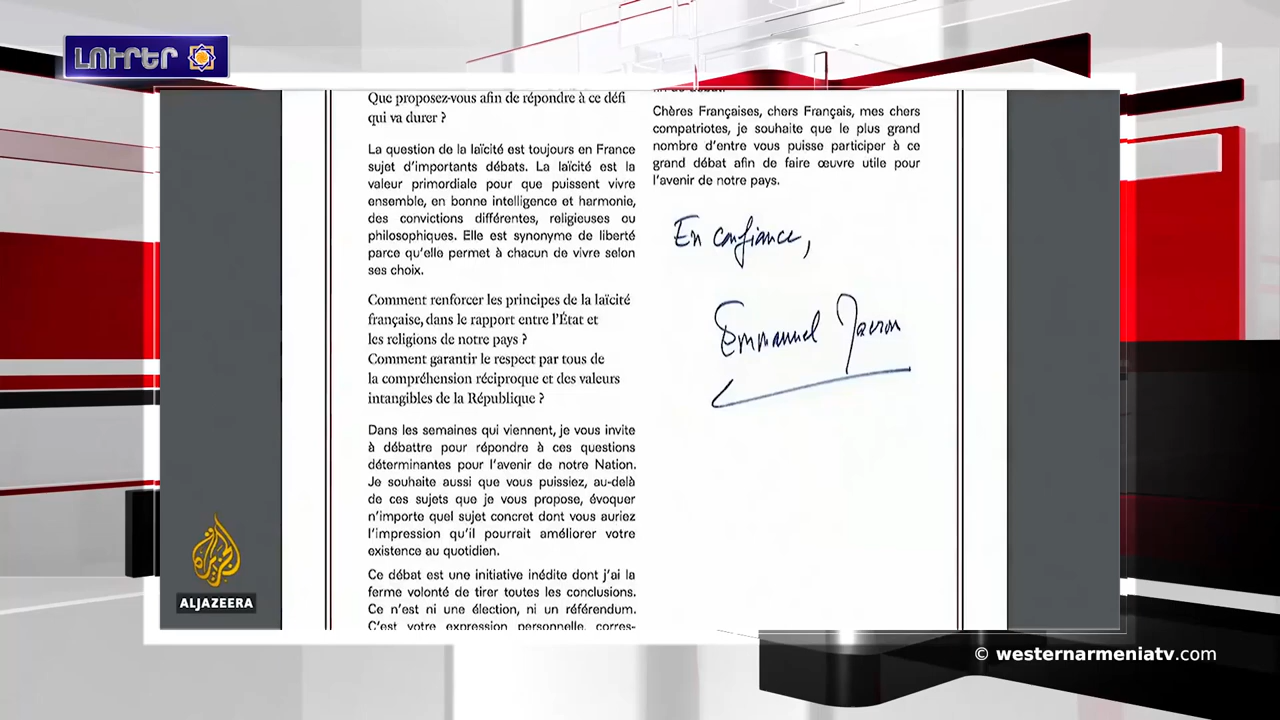 ԼՈՒՐԵՐ
Que proposez-vous afin de répondre à ce défi
qui va durer ?
La question de la laïcité est toujours en France
sujet d'importants débats. La laïcité est la
valeur primordiale pour que puissent vivre
ensemble, en bonne intelligence et harmonie,
des convictions différentes, religieuses ou
philosophiques. Elle est synonyme de liberté
parce qu'elle permet à chacun de vivre selon
ses choix.
Comment renforcer les principes de la laïcité
française, dans le rapport entre l'État et
les religions de notre pays ?
Comment garantir le respect par tous de
la compréhension réciproque et des valeurs
intangibles de la République ?
Dans les semaines qui viennent, je vous invite
à débattre pour répondre à ces questions
déterminantes pour l'avenir de notre Nation.
Je souhaite aussi que vous puissiez, au-delà
de ces sujets que je vous propose, évoquer
n'importe quel sujet concret dont vous auriez
l'impression qu'il pourrait améliorer votre
existence au quotidien.
Ce débat est une initiative inédite dont j'ai la
ferme volonté de tirer toutes les conclusions.
Ce n'est ni une élection, ni un référendum.
C'est votre expression personnelle, corres-
Chères Françaises, chers Français, mes chers
compatriotes, je souhaite que le plus grand
nombre d'entre vous puisse participer à ce
grand débat afin de faire œuvre utile pour
l'avenir de notre pays.
En confiance,
Emmanuel Macron
الجزيرة
ALJAZEERA
© westernarmeniatv.com